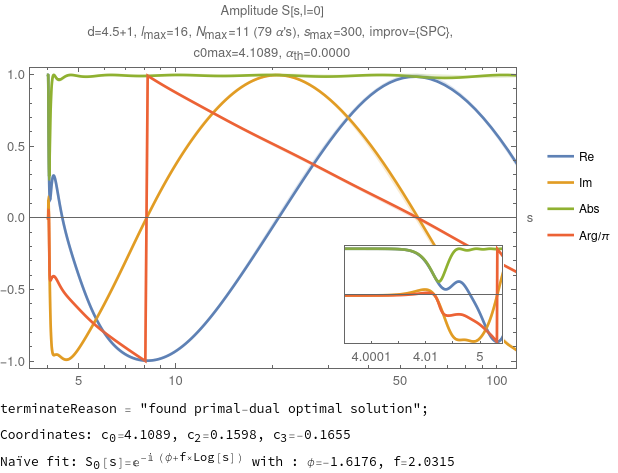 Amplitude S[s,l=0]
d=4.5+1, lmax=16, Nmax=11 (79 α's), smax=300, improv={SPC},
c0max=4.1089, αth=0.0000
1.0
0.5
0.0
−0.5
−1.0
5
10
50
100
s
4.0001
4.01
5
Re
Im
Abs
Arg/π
terminateReason = "found primal-dual optimal solution";
Coordinates: c₀=4.1089, c₂=0.1598, c₃=-0.1655
Naïve fit: S₀[s]=e^-i (ϕ+f×Log[s]) with : ϕ=-1.6176, f=2.0315